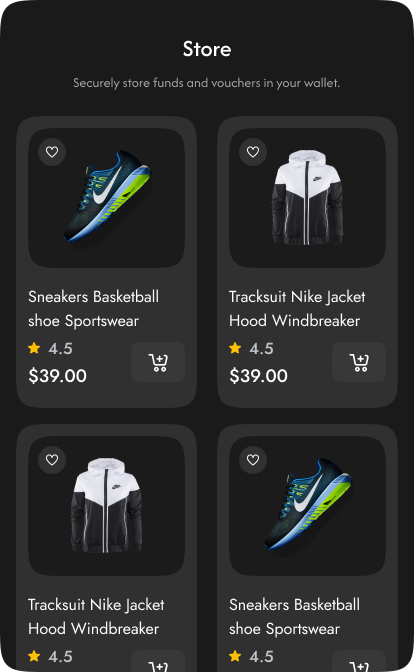 Store
Securely store funds and vouchers in your wallet.
Sneakers Basketball
shoe Sportswear
4.5
$39.00
Tracksuit Nike Jacket
Hood Windbreaker
4.5
$39.00
Tracksuit Nike Jacket
Hood Windbreaker
4.5
Sneakers Basketball
shoe Sportswear
4.5